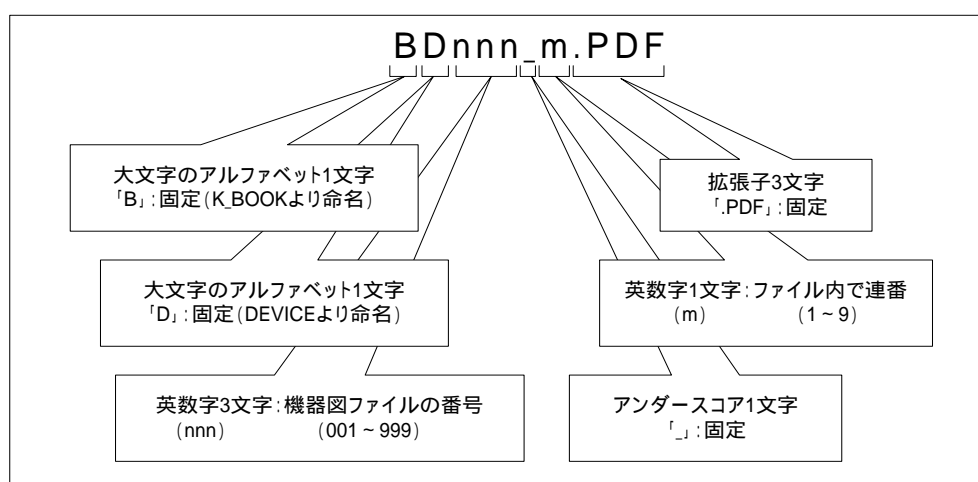 BDnnn_m.PDF
大文字のアルファベット1文字
「B」:固定(K_BOOKより命名)
拡張子3文字
「.PDF」:固定
大文字のアルファベット1文字
「D」:固定(DEVICEより命名)
英数字1文字:ファイル内で連番
(m) (1~9)
英数字3文字:機器図ファイルの番号
(nnn) (001~999)
アンダースコア1文字
「_」:固定